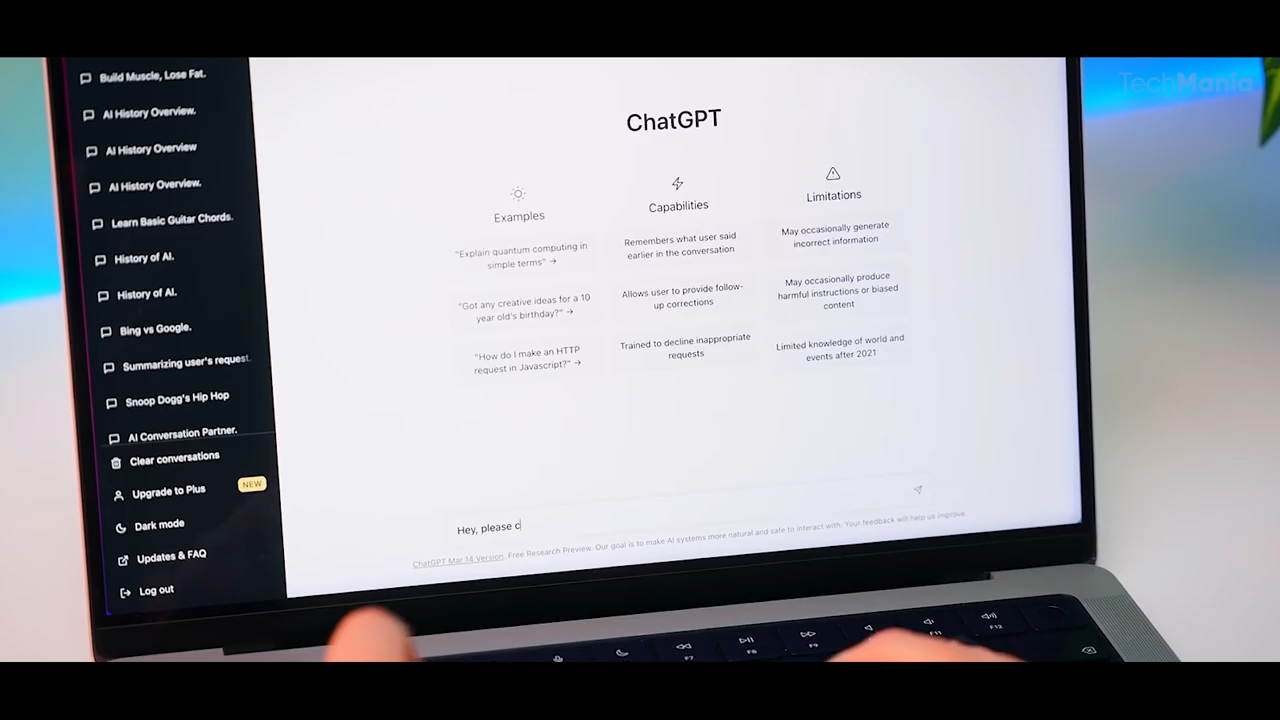 TechMania
Build Muscle, Lose Fat.
AI History Overview.
AI History Overview
AI History Overview.
Learn Basic Guitar Chords.
History of AI.
History of AI.
Bing vs Google.
Summarizing user's request.
Snoop Dogg's Hip Hop
AI Conversation Partner.
Clear conversations
Upgrade to Plus NEW
Dark mode
Updates & FAQ
Log out
ChatGPT
Examples
"Explain quantum computing in
simple terms" →
"Got any creative ideas for a 10
year old's birthday?" →
"How do I make an HTTP
request in Javascript?" →
Capabilities
Remembers what user said
earlier in the conversation
Allows user to provide follow-
up corrections
Trained to decline inappropriate
requests
Limitations
May occasionally generate
incorrect information
May occasionally produce
harmful instructions or biased
content
Limited knowledge of world and
events after 2021
Hey, please c
ChatGPT Mar 14 Version. Free Research Preview. Our goal is to make AI systems more natural and safe to interact with. Your feedback will help us improve.
F7
F8
F9
F11
F12